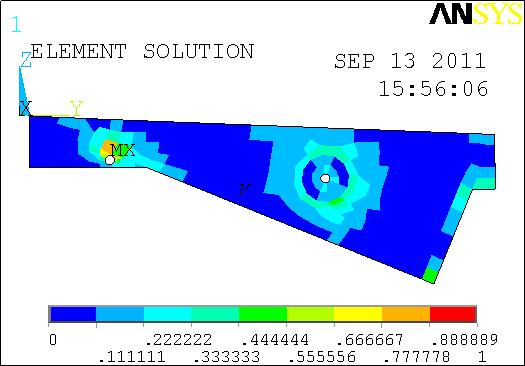 ANSYS
1
ELEMENT SOLUTION
SEP 13 2011
15:56:06
Z
X Y
MX
0 .222222 .444444 .666667 .888889
.111111 .333333 .555556 .777778 1